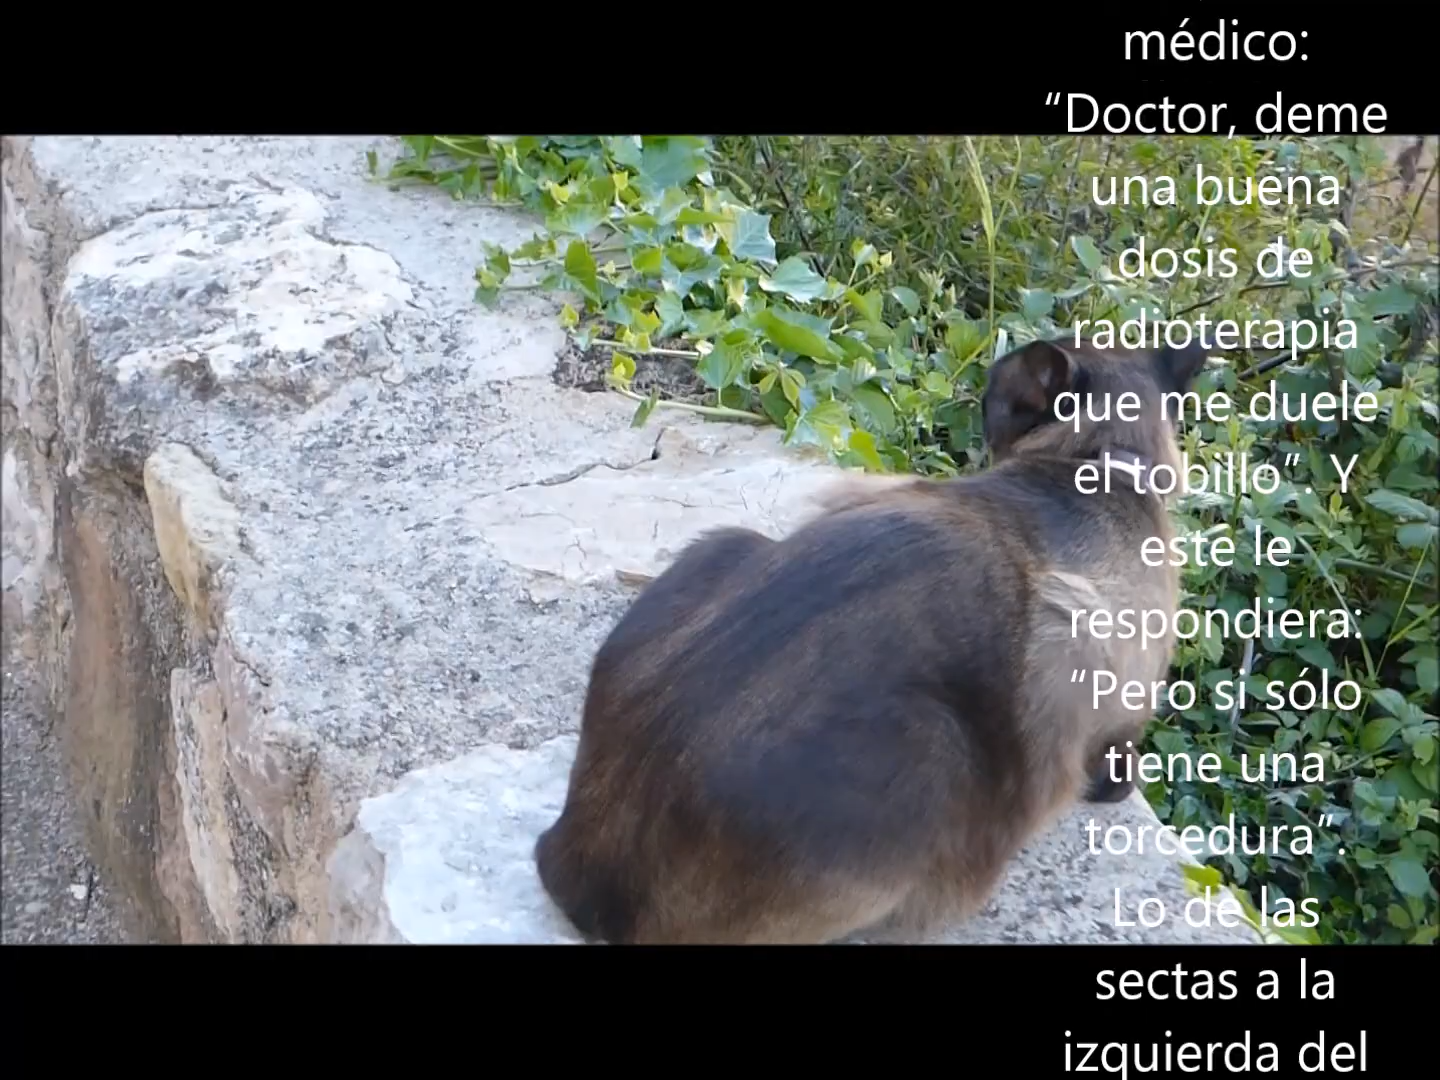 médico:
“Doctor, deme
una buena
dosis de
radioterapia
que me duele
el tobillo”. Y
este le
respondiera:
“Pero si sólo
tiene una
torcedura”.
Lo de las
sectas a la
izquierda del